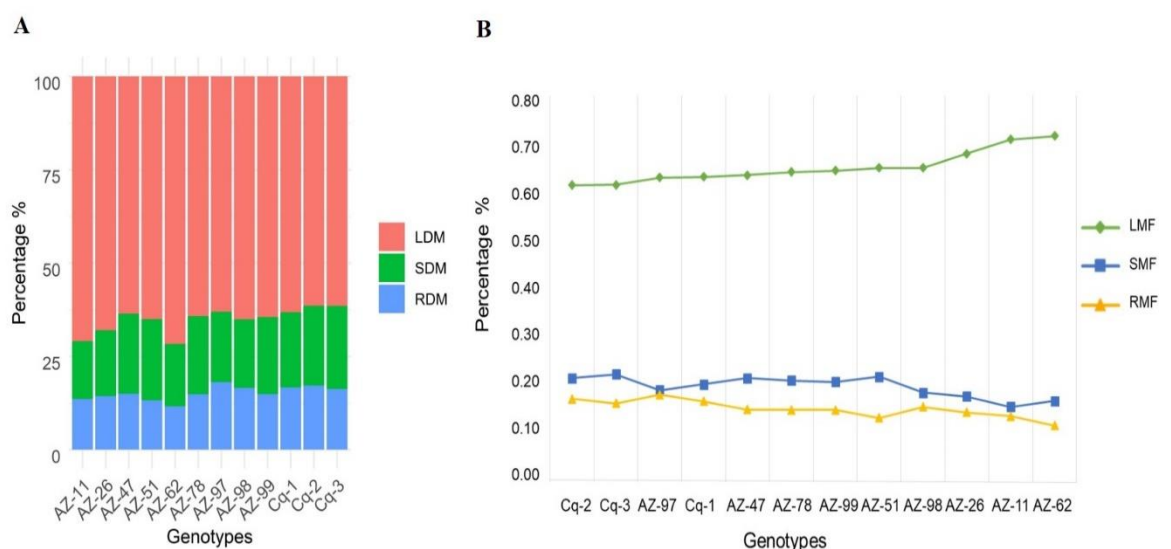 A
Percentage %
100
75
50
25
0
AZ-11
AZ-26
AZ-47
AZ-51
AZ-62
AZ-78
AZ-97
AZ-98
AZ-99
Cq-1
Cq-2
Cq-3
Genotypes
LDM
SDM
RDM
B
Percentage %
0.80
0.70
0.60
0.50
0.40
0.30
0.20
0.10
0.00
Cq-2 Cq-3 AZ-97 Cq-1 AZ-47 AZ-78 AZ-99 AZ-51 AZ-98 AZ-26 AZ-11 AZ-62
Genotypes
LMF
SMF
RMF